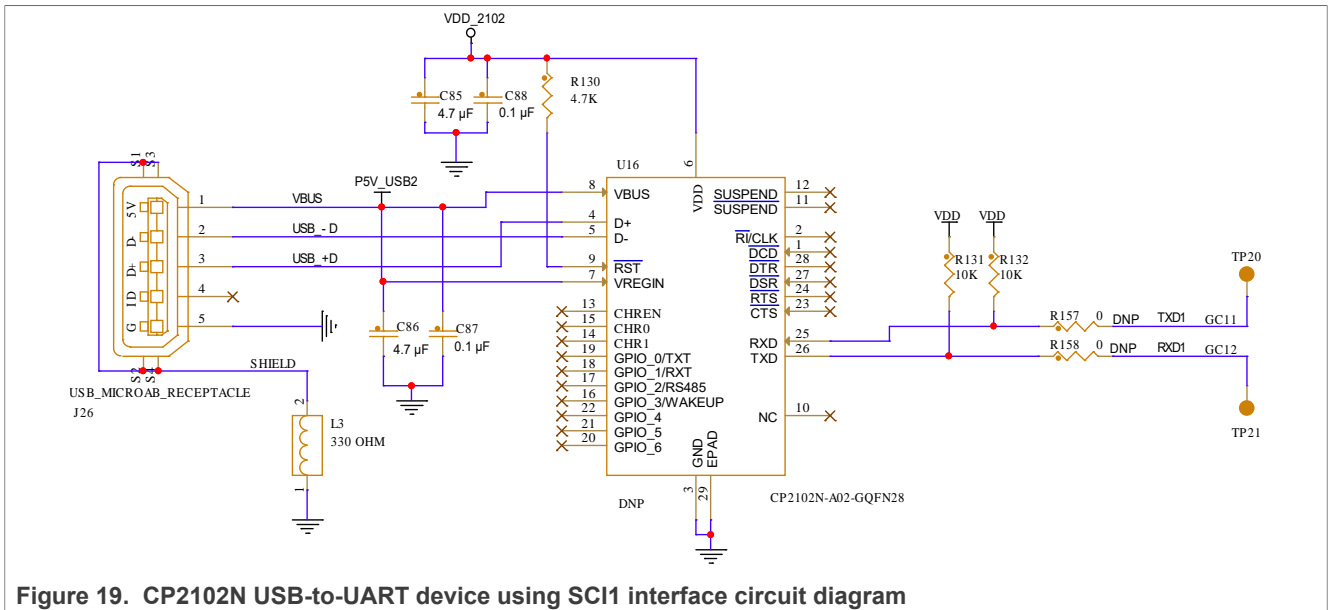 VDD_2102
C85
4.7 µF
C88
0.1 µF
R130
4.7K
U16
6
VDD
S1
S3
P5V_USB2
5V
D-
D+
ID
G
1
2
3
4
5
VBUS
USB_- D
USB_+D
S2
S4
SHIELD
USB_MICROAB_RECEPTACLE
J26
2
L3
330 OHM
1
C86
4.7 µF
C87
0.1 µF
8 VBUS
4 D+
5 D-
9 RST
7 VREGIN
13 CHREN
15 CHR0
14 CHR1
19 GPIO_0/TXT
18 GPIO_1/RXT
17 GPIO_2/RS485
16 GPIO_3/WAKEUP
22 GPIO_4
21 GPIO_5
20 GPIO_6
SUSPEND 12
SUSPEND 11
RI/CLK 2
DCD 1
DTR 28
DSR 27
RTS 24
CTS 23
RXD 25
TXD 26
NC 10
GND
EPAD
3
29
DNP
CP2102N-A02-GQFN28
VDD
VDD
R131
10K
R132
10K
R157 0 DNP TXD1 GC11
R158 0 DNP RXD1 GC12
TP20
TP21
Figure 19. CP2102N USB-to-UART device using SCI1 interface circuit diagram